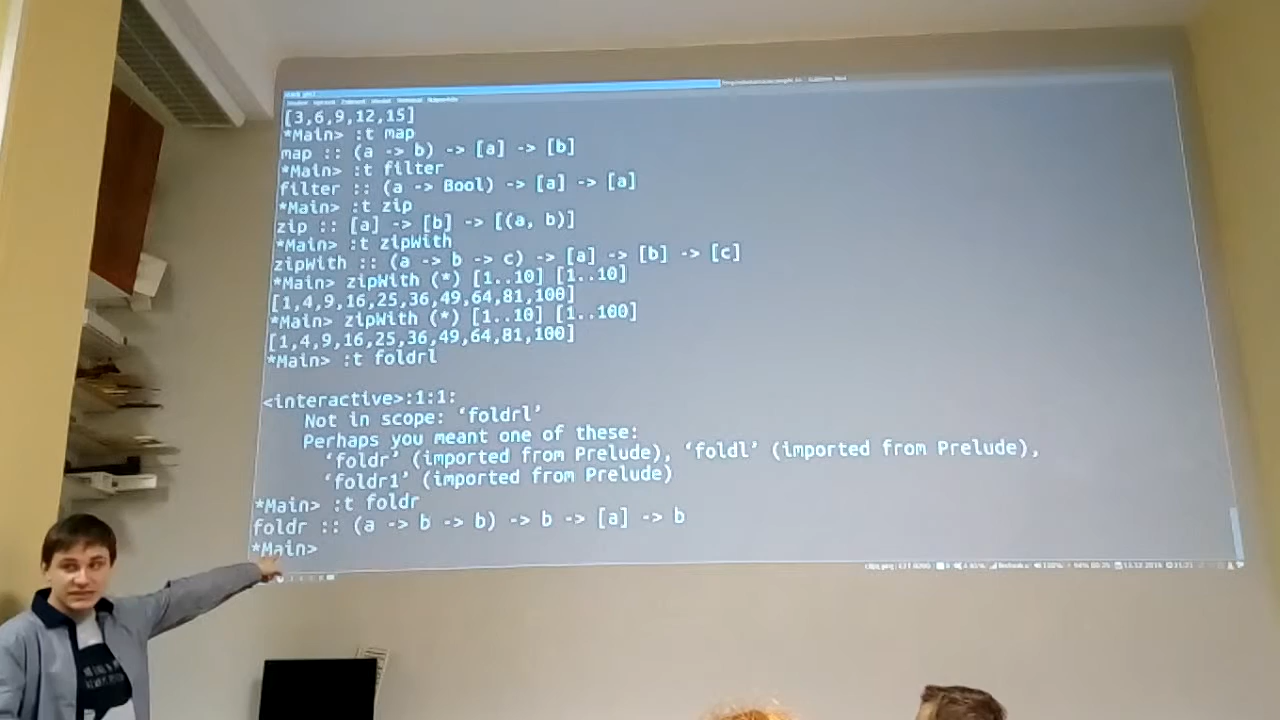 [3,6,9,12,15]
*Main> :t map
map :: (a -> b) -> [a] -> [b]
*Main> :t filter
filter :: (a -> Bool) -> [a] -> [a]
*Main> :t zip
zip :: [a] -> [b] -> [(a, b)]
*Main> :t zipWith
zipWith :: (a -> b -> c) -> [a] -> [b] -> [c]
*Main> zipWith (*) [1..10] [1..10]
[1,4,9,16,25,36,49,64,81,100]
*Main> zipWith (*) [1..10] [1..100]
[1,4,9,16,25,36,49,64,81,100]
*Main> :t foldrl
<interactive>:1:1:
Not in scope: ‘foldrl’
Perhaps you meant one of these:
‘foldr’ (imported from Prelude), ‘foldl’ (imported from Prelude),
‘foldr1’ (imported from Prelude)
*Main> :t foldr
foldr :: (a -> b -> b) -> b -> [a] -> b
*Main>